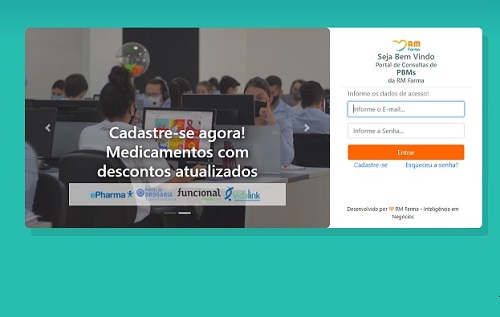 Cadastre-se agora!
Medicamentos com
descontos atualizados
ePharma
PORTAL DA
DROGARIA
funcional
vidalink
RM
Farma
Seja Bem Vindo
Portal de Consultas de
PBMs
da RM Farma
Informe os dados de acesso!
Informe o E-mail...
Informe a Senha...
Entrar
Cadastre-se
Esqueceu a senha?
Desenvolvido por RM Farma - Inteligência em
Negócios